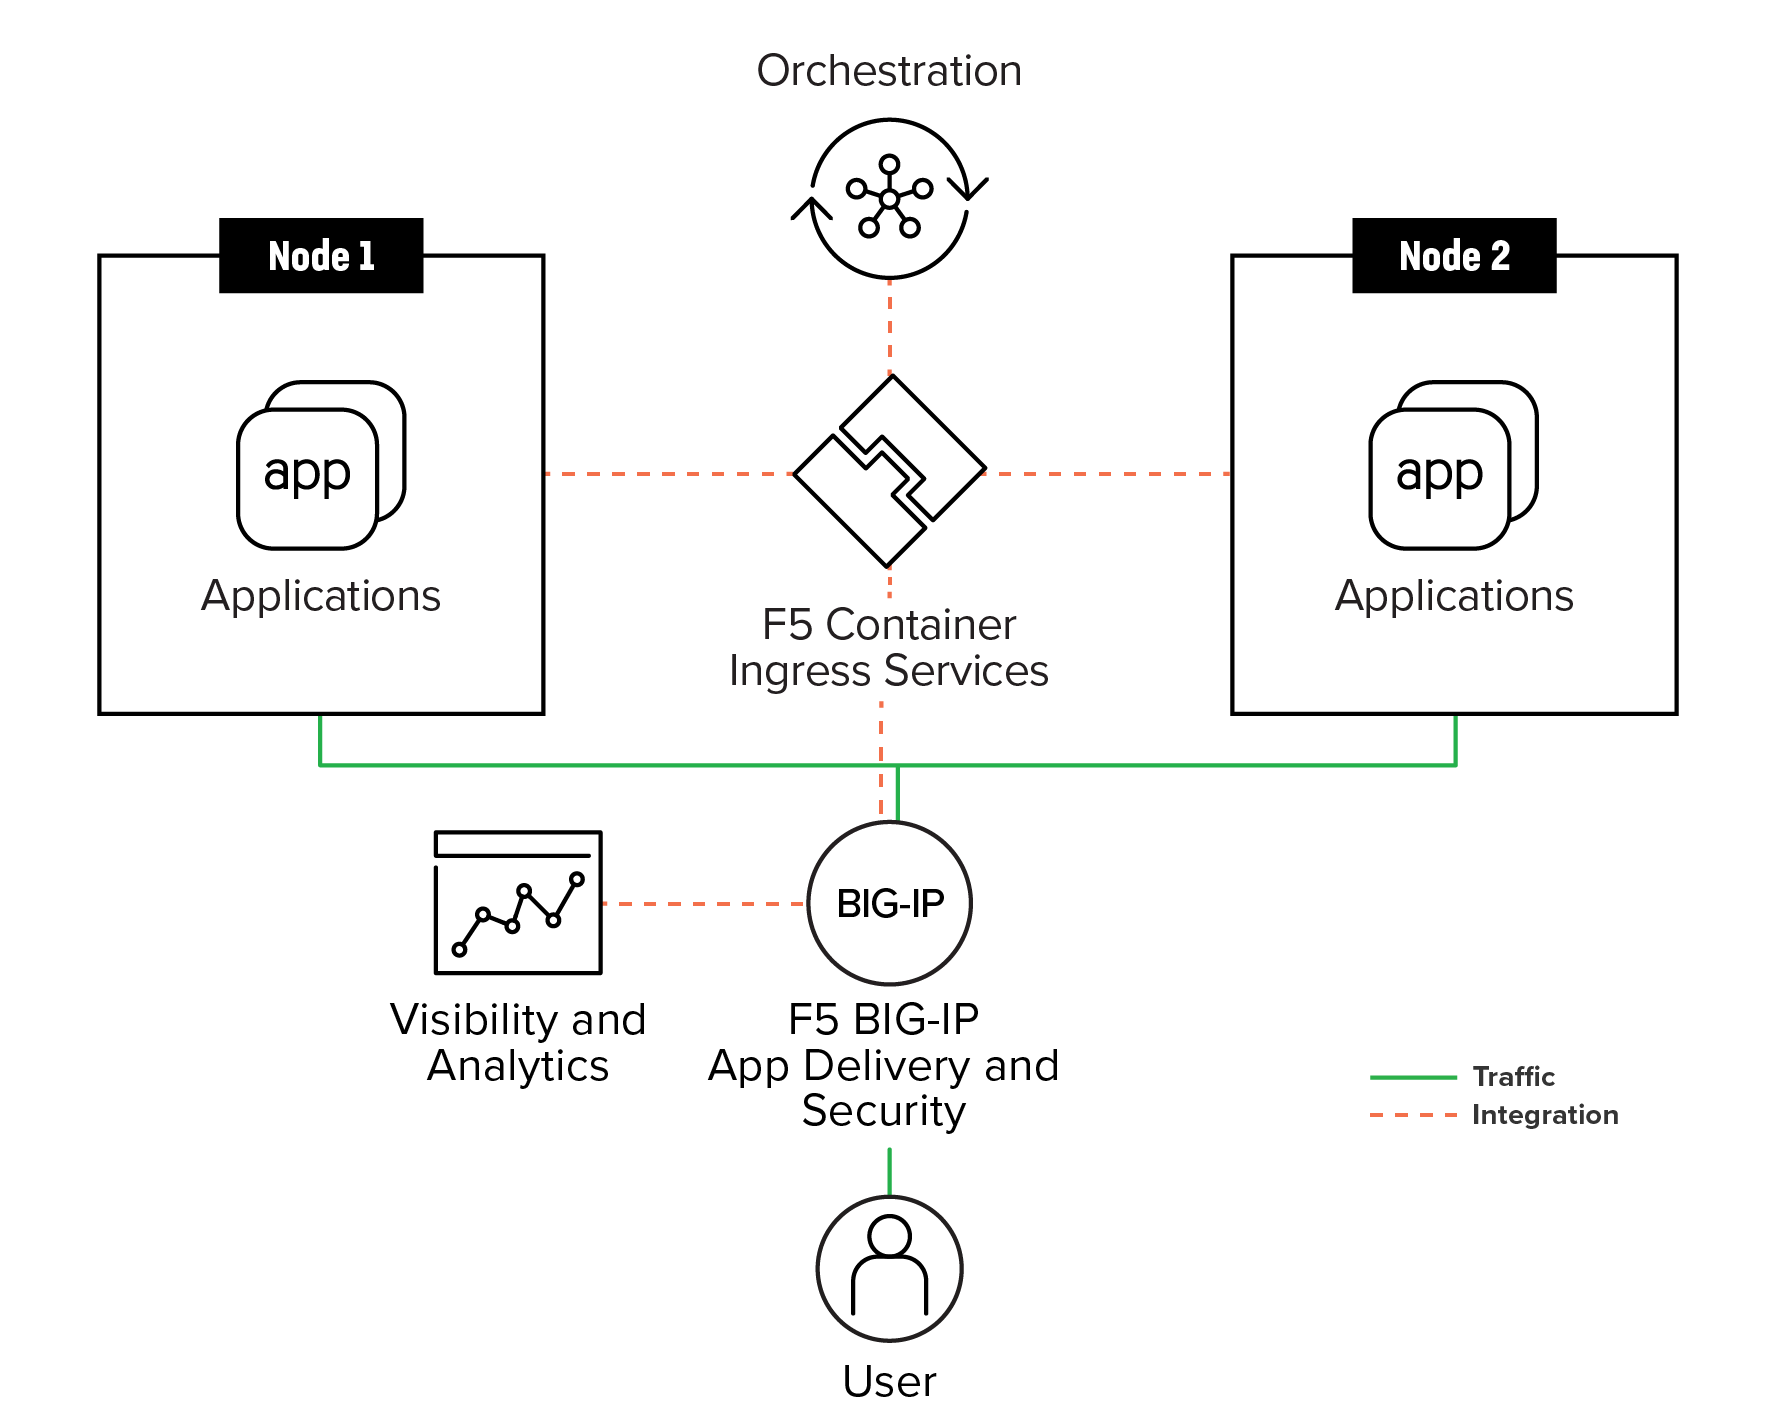 Orchestration
Node 1
Node 2
app
app
Applications
Applications
F5 Container
Ingress Services
BIG-IP
Visibility and
Analytics
F5 BIG-IP
App Delivery and
Security
Traffic
Integration
User